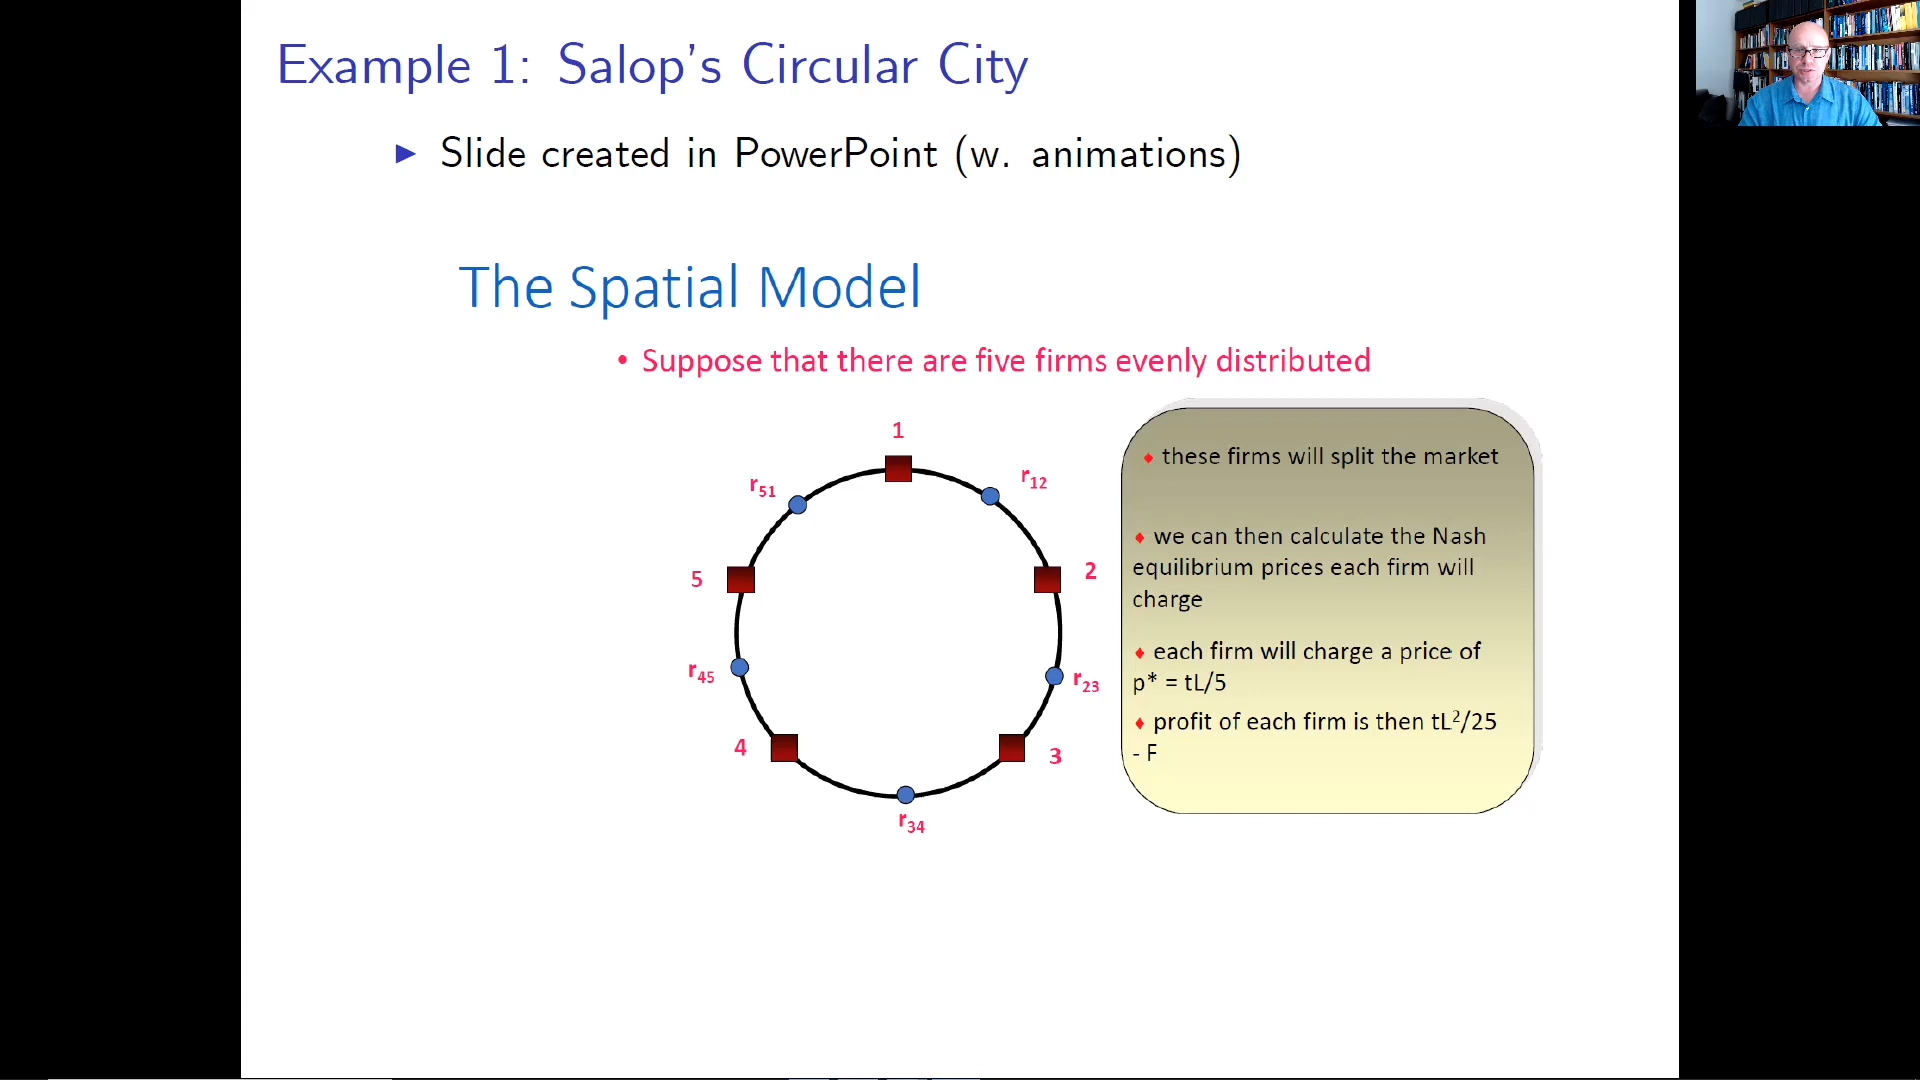 Example 1: Salop's Circular City
▶ Slide created in PowerPoint (w. animations)
The Spatial Model
• Suppose that there are five firms evenly distributed
1
r12
r51
2
5
r45
r23
4
3
r34
♦ these firms will split the market
♦ we can then calculate the Nash
equilibrium prices each firm will
charge
♦ each firm will charge a price of
p* = tL/5
♦ profit of each firm is then tL²/25
- F